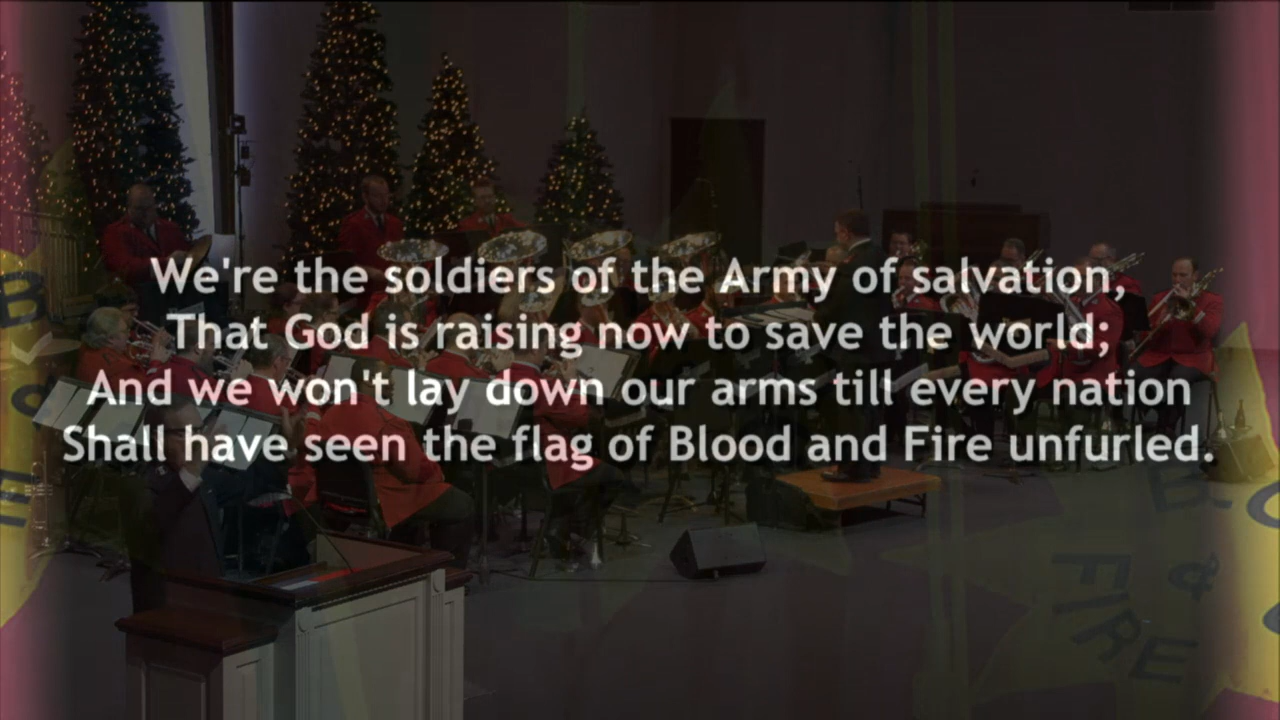 We're the soldiers of the Army of salvation,
That God is raising now to save the world;
And we won't lay down our arms till every nation
Shall have seen the flag of Blood and Fire unfurled.
B.
&
FIRE